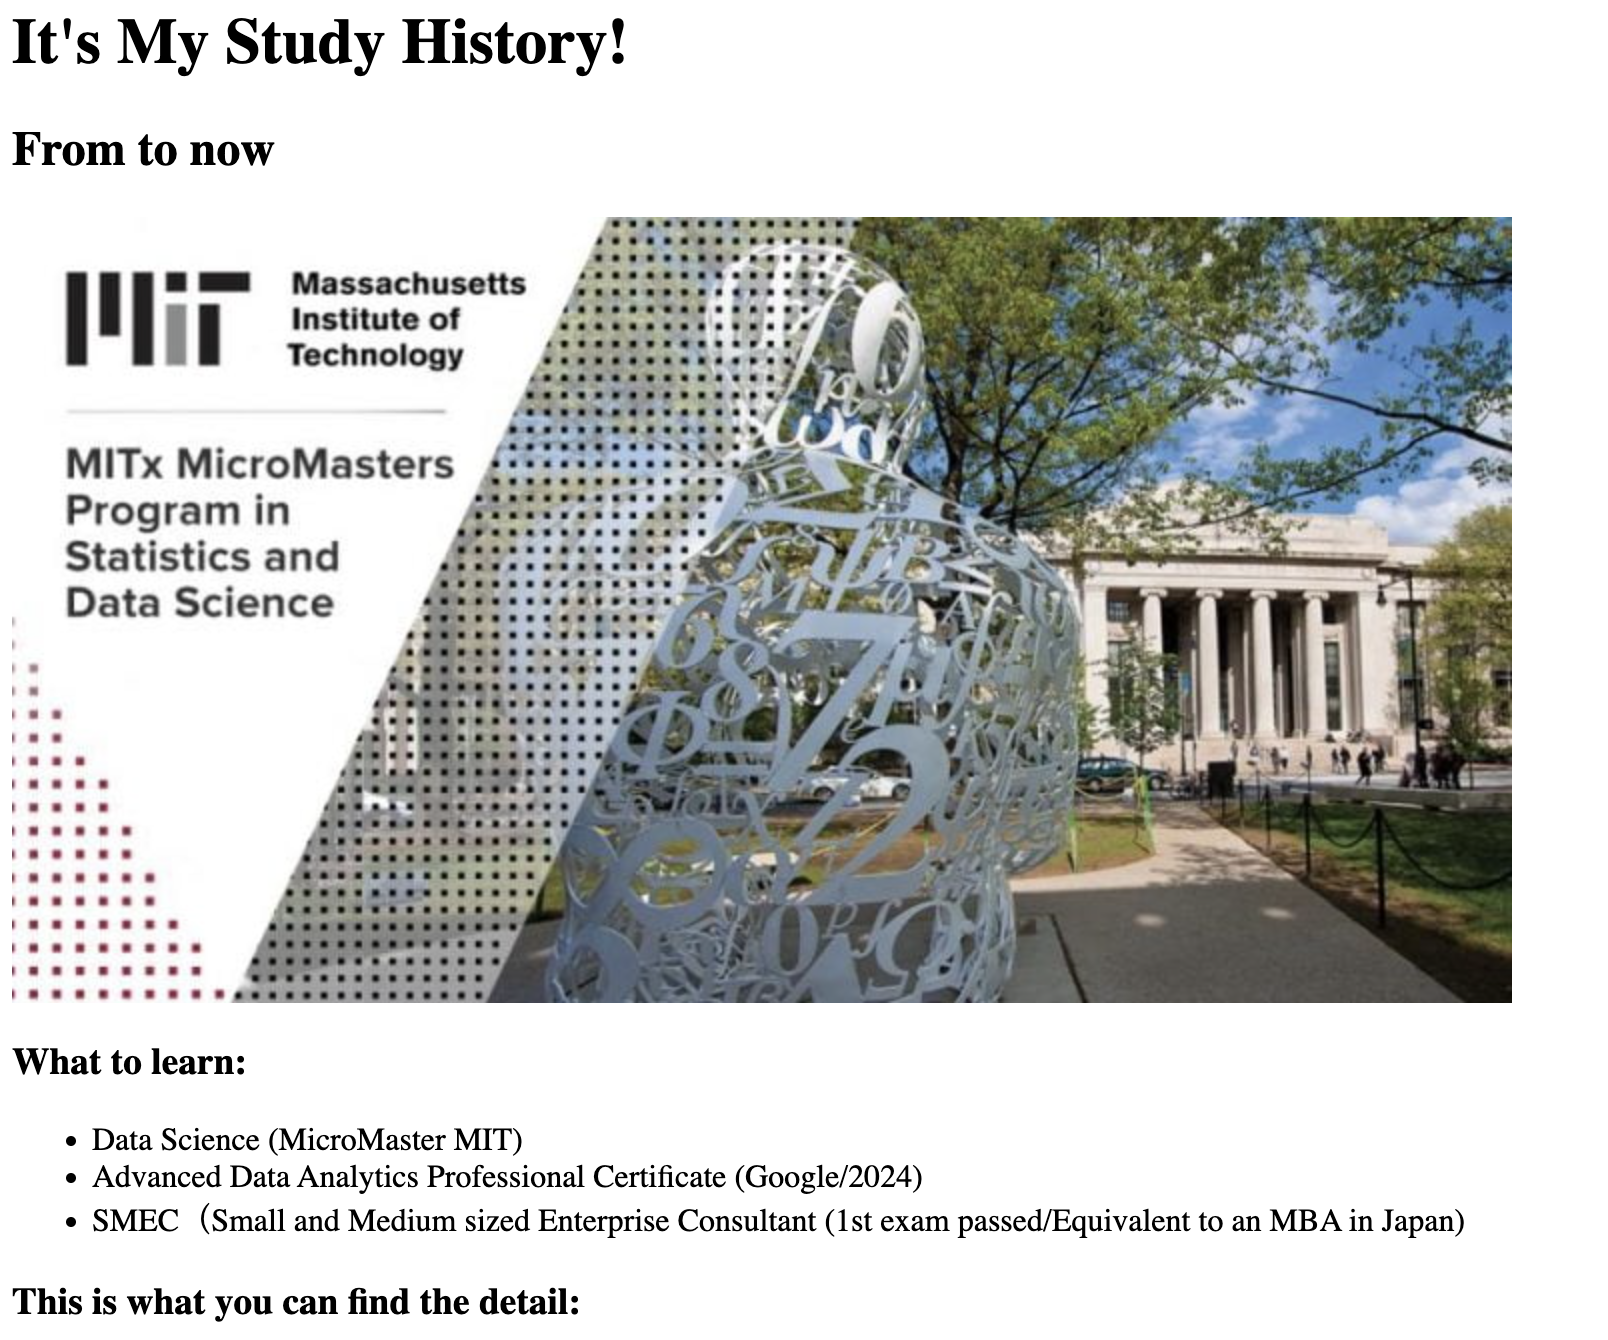 It's My Study History!
From to now
MIT
Massachusetts
Institute of
Technology
MITx MicroMasters
Program in
Statistics and
Data Science
What to learn:
Data Science (MicroMaster MIT)
Advanced Data Analytics Professional Certificate (Google/2024)
SMEC（Small and Medium sized Enterprise Consultant (1st exam passed/Equivalent to an MBA in Japan)
This is what you can find the detail: